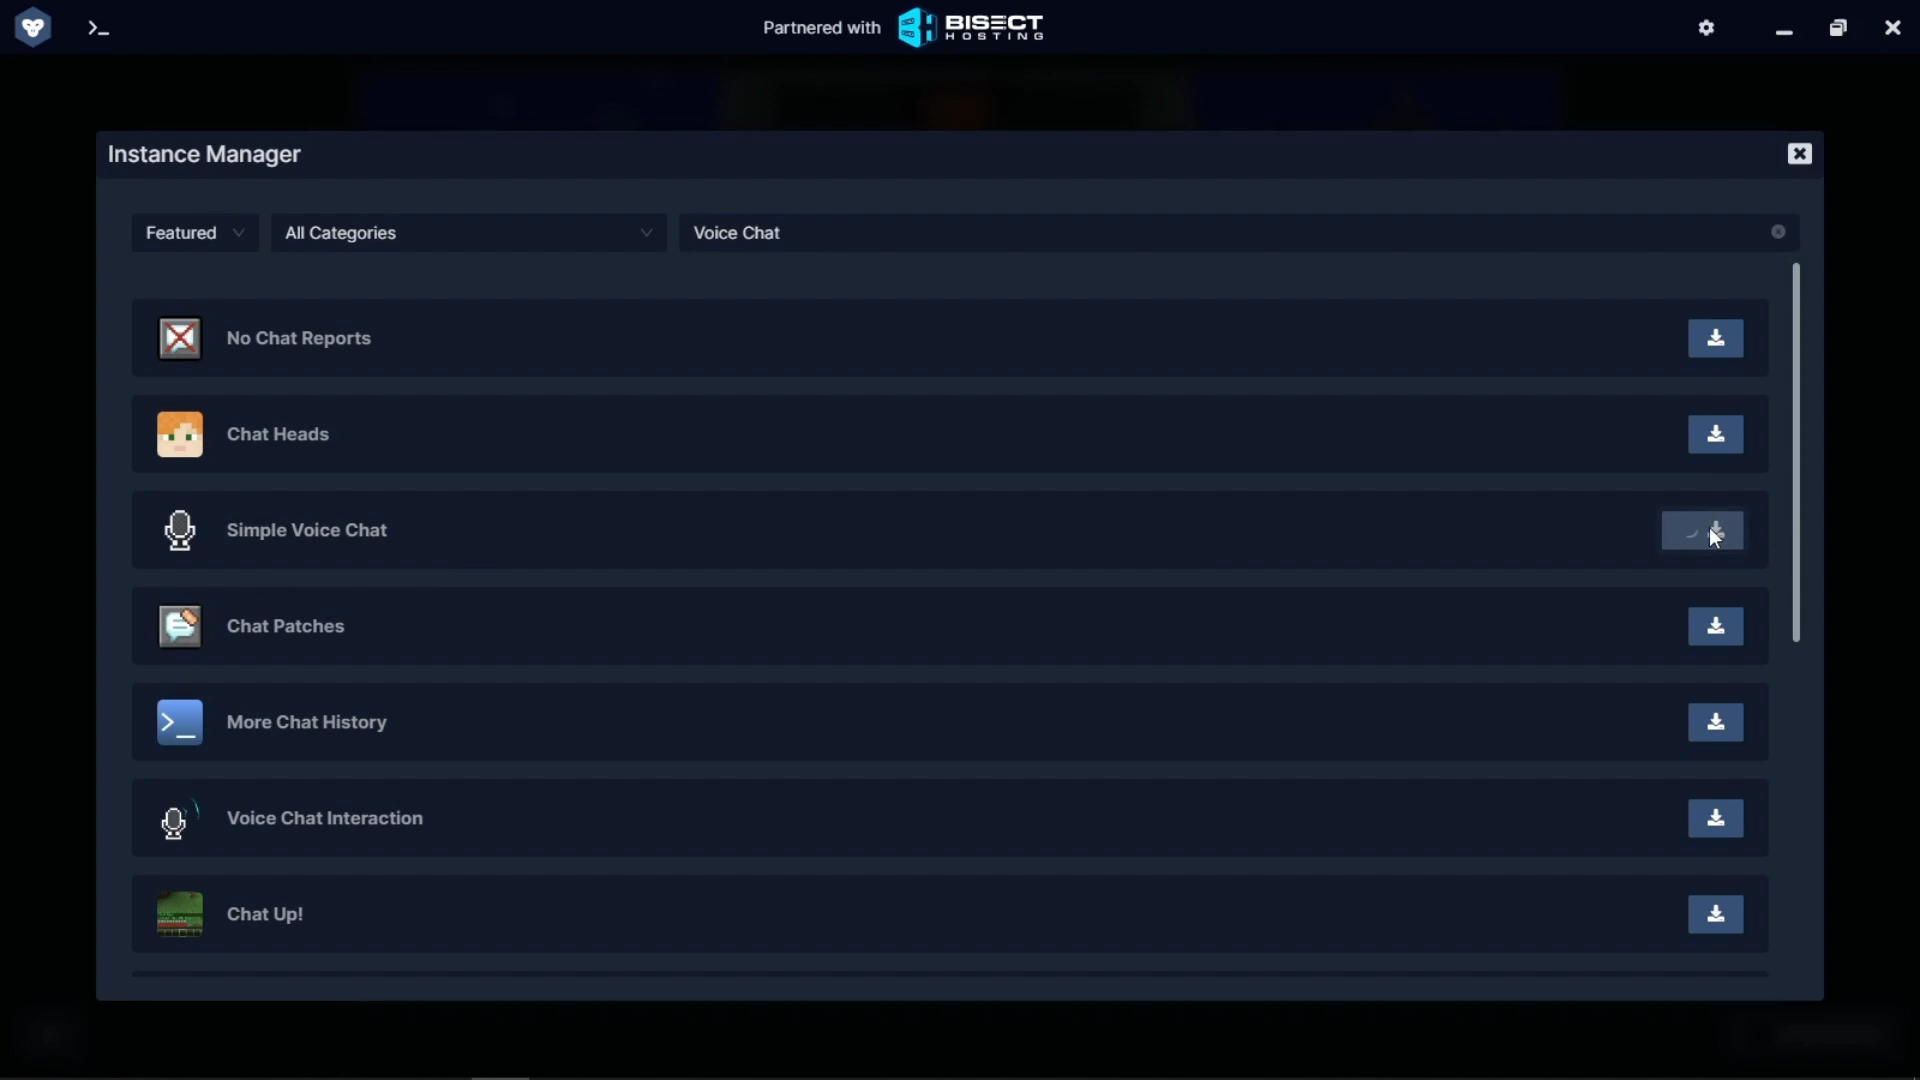 Partnered with BISECT
HOSTING
Instance Manager
Featured All Categories Voice Chat
No Chat Reports
Chat Heads
Simple Voice Chat
Chat Patches
More Chat History
Voice Chat Interaction
Chat Up!